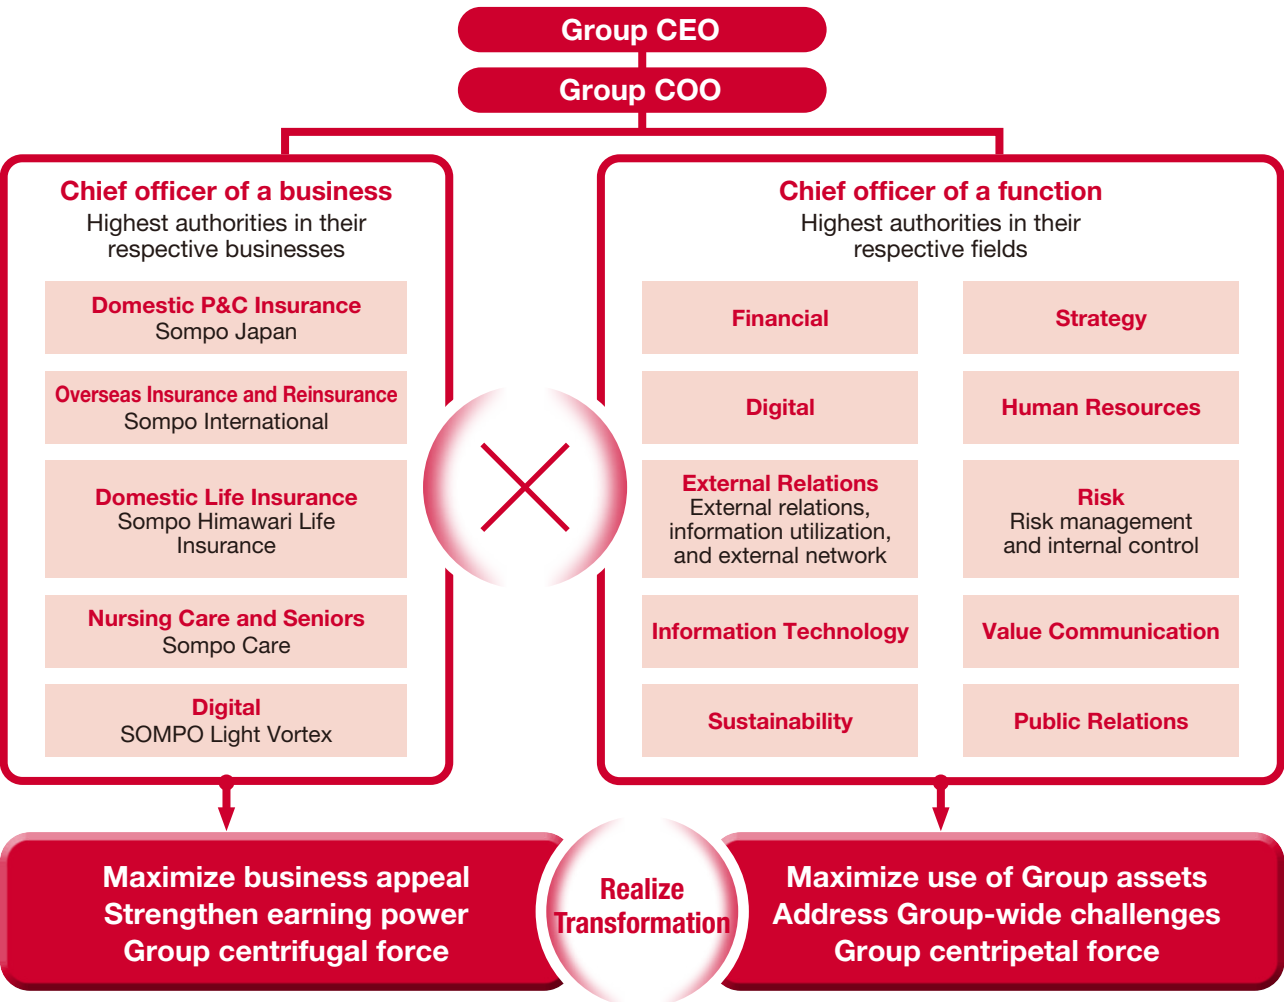 Group CEO
Group COO
Chief officer of a business
Highest authorities in their
respective businesses
Domestic P&C Insurance
Sompo Japan
Overseas Insurance and Reinsurance
Sompo International
Domestic Life Insurance
Sompo Himawari Life
Insurance
Nursing Care and Seniors
Sompo Care
Digital
SOMPO Light Vortex
Chief officer of a function
Highest authorities in their
respective fields
Financial
Strategy
Digital
Human Resources
External Relations
External relations,
information utilization,
and external network
Risk
Risk management
and internal control
Information Technology
Value Communication
Sustainability
Public Relations
Maximize business appeal
Strengthen earning power
Group centrifugal force
Realize
Transformation
Maximize use of Group assets
Address Group-wide challenges
Group centripetal force